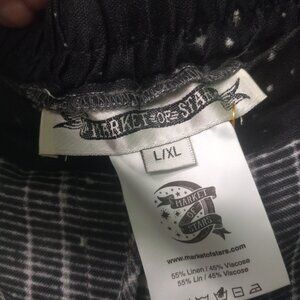 MARKET OF STARS
L/XL
MARKET
OF
STARS
www.marketofstars.com
55% Linen / 45% Viscose
55% Lin / 45% Viscose